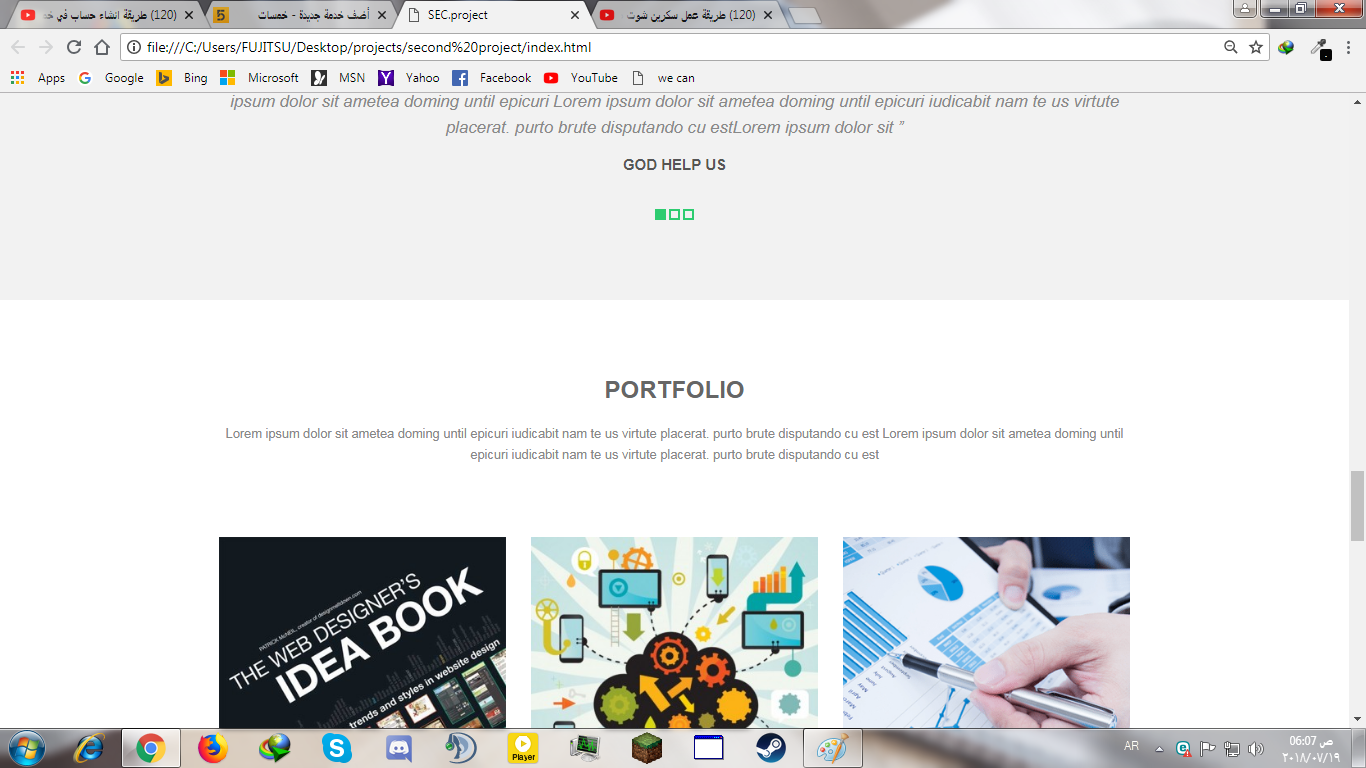 (120) طريقة انشاء حساب في خم
أضف خدمة جديدة - خمسات
SEC.project
(120) طريقة عمل سكرين شوت
file:///C:/Users/FUJITSU/Desktop/projects/second%20project/index.html
Apps Google Bing Microsoft MSN Yahoo Facebook YouTube we can
ipsum dolor sit ametea doming until epicuri Lorem ipsum dolor sit ametea doming until epicuri iudicabit nam te us virtute
placerat. purto brute disputando cu estLorem ipsum dolor sit ”
GOD HELP US
PORTFOLIO
Lorem ipsum dolor sit ametea doming until epicuri iudicabit nam te us virtute placerat. purto brute disputando cu est Lorem ipsum dolor sit ametea doming until
epicuri iudicabit nam te us virtute placerat. purto brute disputando cu est
PATRICK McNEIL, creator of designmeltdown.com
THE WEB DESIGNER'S
IDEA BOOK
trends and styles in website design
Player
AR
06:07 ص
٢٠١٨/٠٧/١٩